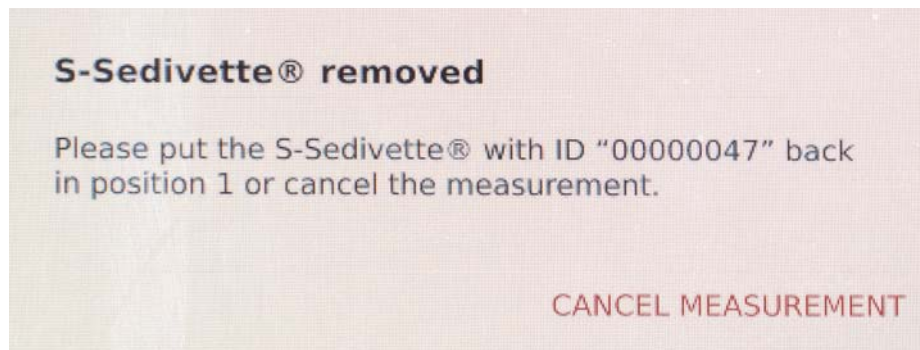 S-Sedivette® removed
Please put the S-Sedivette® with ID “00000047” back
in position 1 or cancel the measurement.
CANCEL MEASUREMENT